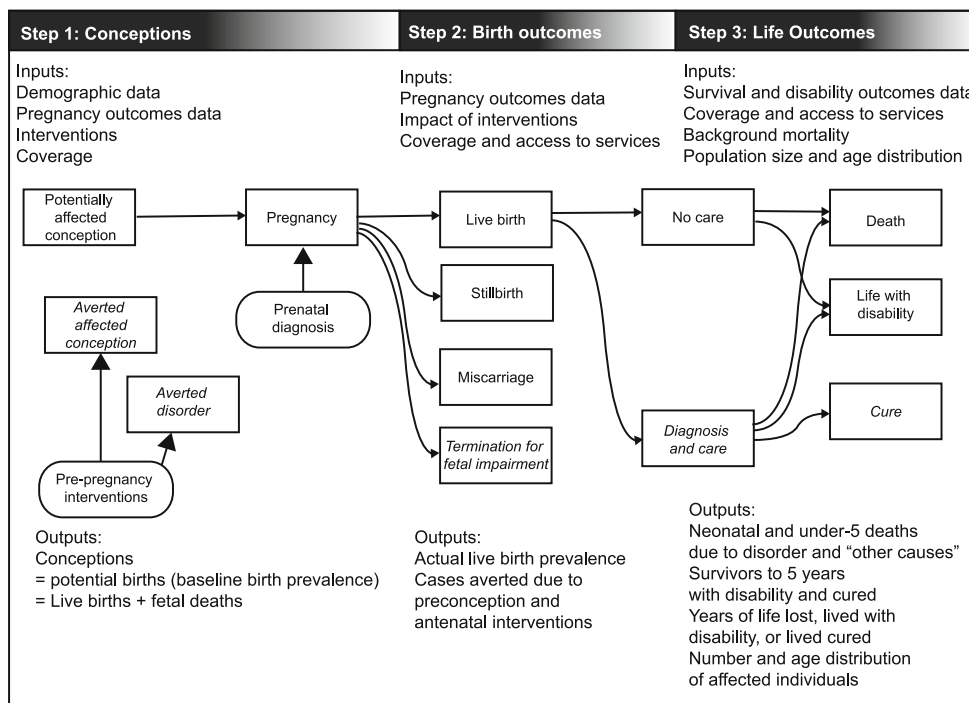 Step 1: Conceptions
Step 2: Birth outcomes
Step 3: Life Outcomes
Inputs:
Demographic data
Pregnancy outcomes data
Interventions
Coverage
Inputs:
Pregnancy outcomes data
Impact of interventions
Coverage and access to services
Inputs:
Survival and disability outcomes data
Coverage and access to services
Background mortality
Population size and age distribution
Potentially
affected
conception
Pregnancy
Live birth
No care
Death
Averted
affected
conception
Prenatal
diagnosis
Stillbirth
Life with
disability
Averted
disorder
Miscarriage
Cure
Pre-pregnancy
interventions
Termination for
fetal impairment
Diagnosis
and care
Outputs:
Conceptions
= potential births (baseline birth prevalence)
= Live births + fetal deaths
Outputs:
Actual live birth prevalence
Cases averted due to
preconception and
antenatal interventions
Outputs:
Neonatal and under-5 deaths
due to disorder and “other causes”
Survivors to 5 years
with disability and cured
Years of life lost, lived with
disability, or lived cured
Number and age distribution
of affected individuals